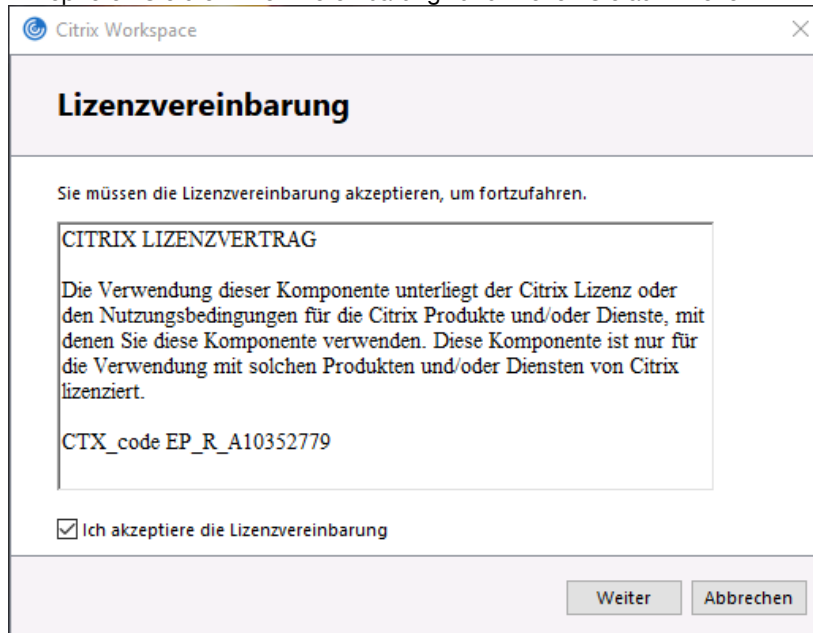 Citrix Workspace
Lizenzvereinbarung
Sie müssen die Lizenzvereinbarung akzeptieren, um fortzufahren.
CITRIX LIZENZVERTRAG
Die Verwendung dieser Komponente unterliegt der Citrix Lizenz oder
den Nutzungsbedingungen für die Citrix Produkte und/oder Dienste, mit
denen Sie diese Komponente verwenden. Diese Komponente ist nur für
die Verwendung mit solchen Produkten und/oder Diensten von Citrix
lizenziert.
CTX_code EP_R_A10352779
Ich akzeptiere die Lizenzvereinbarung
Weiter Abbrechen